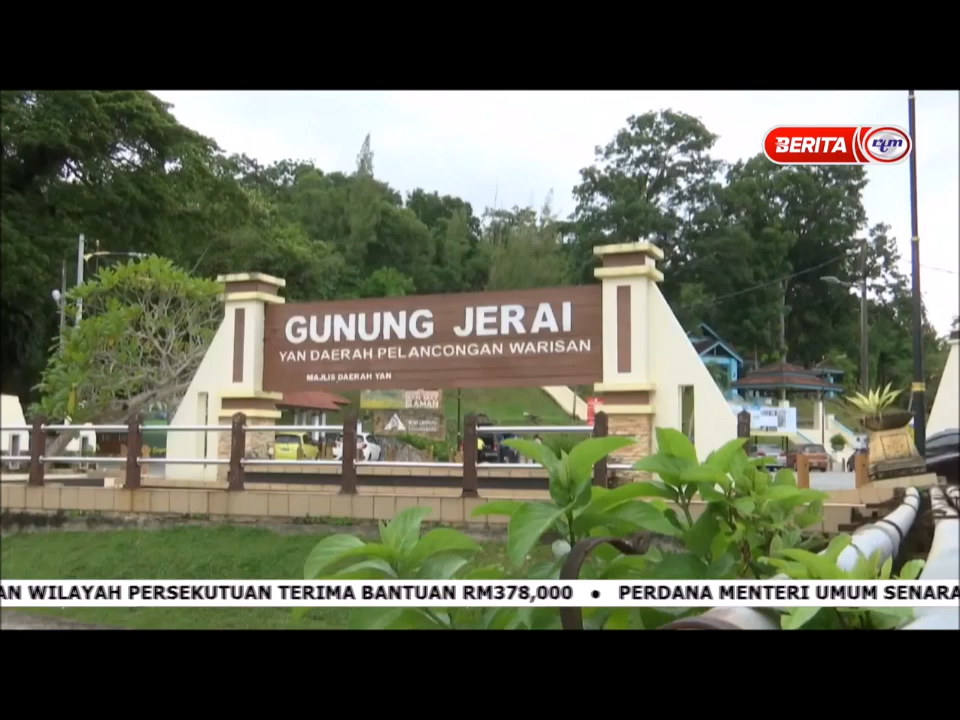 BERITA rtm
GUNUNG JERAI
YAN DAERAH PELANCONGAN WARISAN
MAJLIS DAERAH YAN
AN WILAYAH PERSEKUTUAN TERIMA BANTUAN RM378,000 • PERDANA MENTERI UMUM SENARA